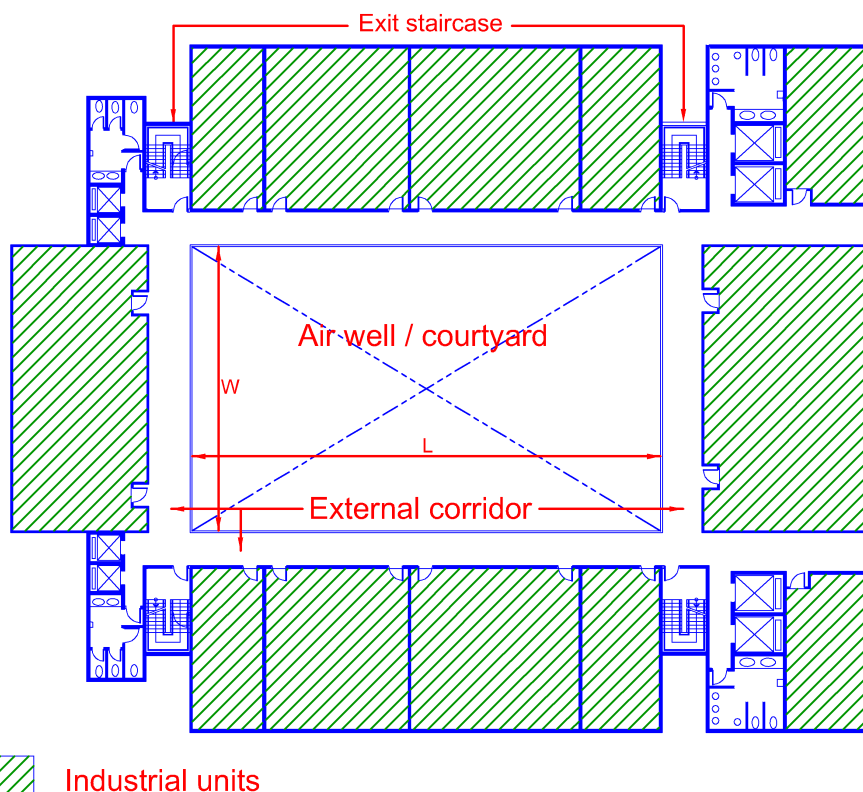 Exit staircase
Air well / courtyard
W
L
External corridor
Industrial units